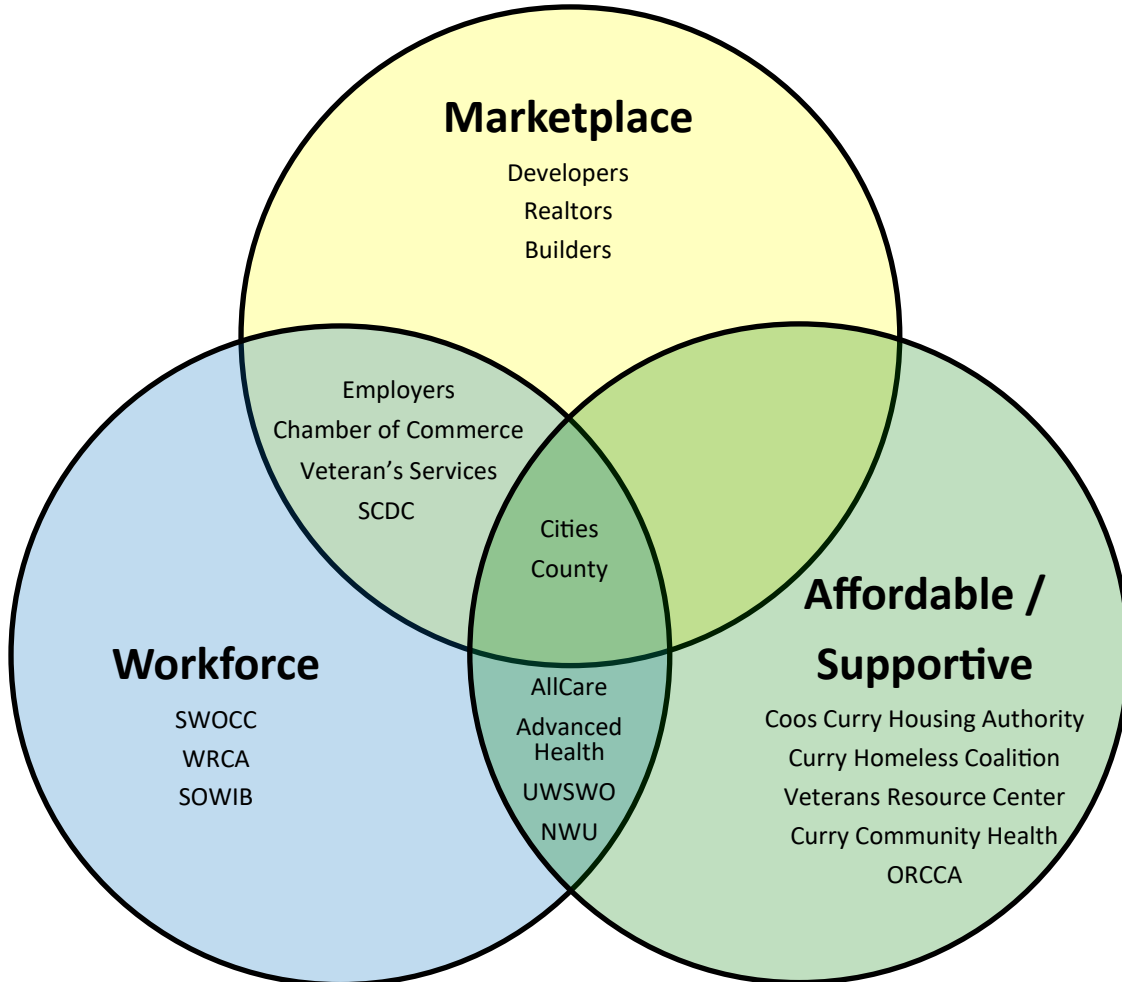 Marketplace
Developers
Realtors
Builders
Employers
Chamber of Commerce
Veteran’s Services
SCDC
Cities
County
Workforce
SWOCC
WRCA
SOWIB
AllCare
Advanced
Health
UWSWO
NWU
Affordable /
Supportive
Coos Curry Housing Authority
Curry Homeless Coalition
Veterans Resource Center
Curry Community Health
ORCCA